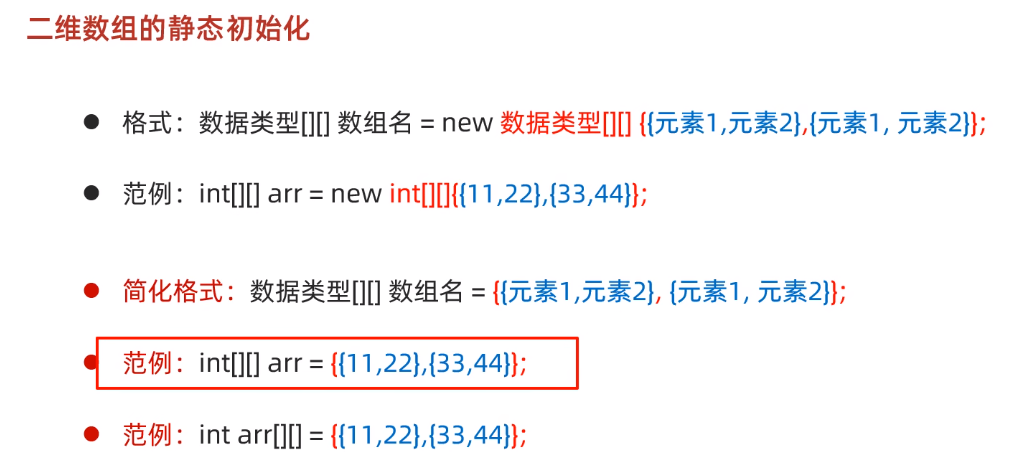 二维数组的静态初始化
● 格式：数据类型[][] 数组名 = new 数据类型[][] {{元素1,元素2},{元素1, 元素2}};
● 范例：int[][] arr = new int[][]{{11,22},{33,44}};
● 简化格式：数据类型[][] 数组名 = {{元素1,元素2}, {元素1, 元素2}};
● 范例：int[][] arr = {{11,22},{33,44}};
● 范例：int arr[][] = {{11,22},{33,44}};